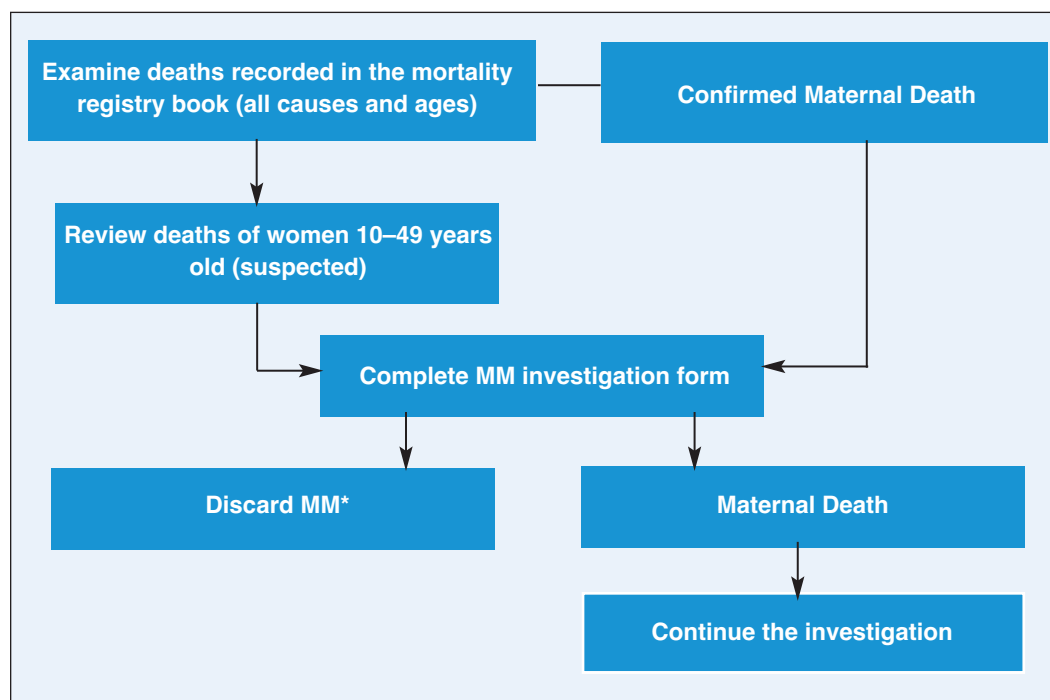 Examine deaths recorded in the mortality
registry book (all causes and ages)
Confirmed Maternal Death
Review deaths of women 10–49 years
old (suspected)
Complete MM investigation form
Discard MM*
Maternal Death
Continue the investigation